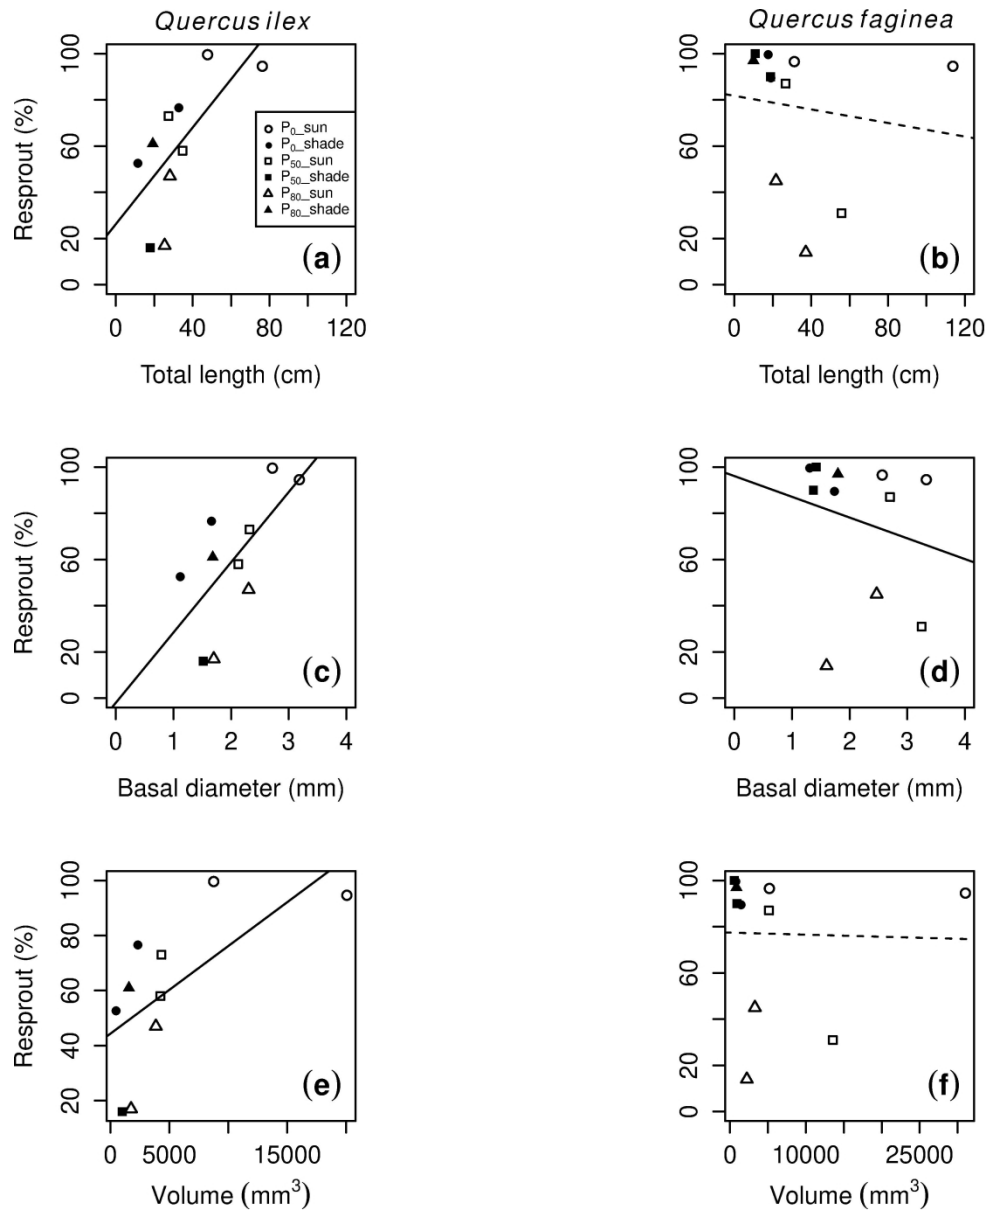 Quercus ilex
Quercus faginea
Resprout (%)
100
60
20
0
P0_sun
P0_shade
P50_sun
P50_shade
P80_sun
P80_shade
(a)
0 40 80 120
Total length (cm)
100
60
20
0
(b)
0 40 80 120
Total length (cm)
Resprout (%)
100
60
20
0
(c)
0 1 2 3 4
Basal diameter (mm)
100
60
20
0
(d)
0 1 2 3 4
Basal diameter (mm)
Resprout (%)
100
80
60
40
20
(e)
0 5000 15000
Volume (mm³)
100
60
20
0
(f)
0 10000 25000
Volume (mm³)